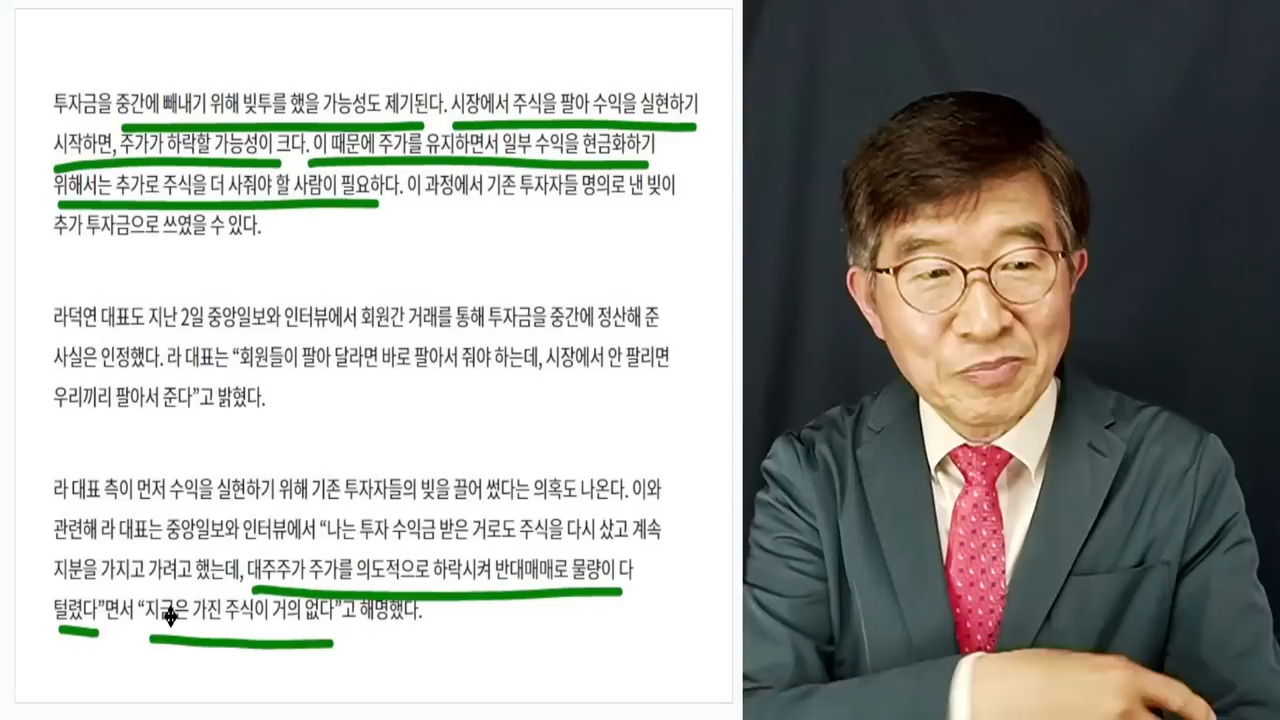 투자금을 중간에 빼내기 위해 빚투를 했을 가능성도 제기된다. 시장에서 주식을 팔아 수익을 실현하기
시작하면, 주가가 하락할 가능성이 크다. 이 때문에 주가를 유지하면서 일부 수익을 현금화하기
위해서는 추가로 주식을 더 사줘야 할 사람이 필요하다. 이 과정에서 기존 투자자들 명의로 낸 빚이
추가 투자금으로 쓰였을 수 있다.
라덕연 대표도 지난 2일 중앙일보와 인터뷰에서 회원간 거래를 통해 투자금을 중간에 정산해 준
사실은 인정했다. 라 대표는 “회원들이 팔아 달라면 바로 팔아서 줘야 하는데, 시장에서 안 팔리면
우리끼리 팔아서 준다”고 밝혔다.
라 대표 측이 먼저 수익을 실현하기 위해 기존 투자자들의 빚을 끌어 썼다는 의혹도 나온다. 이와
관련해 라 대표는 중앙일보와 인터뷰에서 “나는 투자 수익금 받은 거로도 주식을 다시 샀고 계속
지분을 가지고 가려고 했는데, 대주주가 주가를 의도적으로 하락시켜 반대매매로 물량이 다
털렸다”면서 “지금은 가진 주식이 거의 없다”고 해명했다.